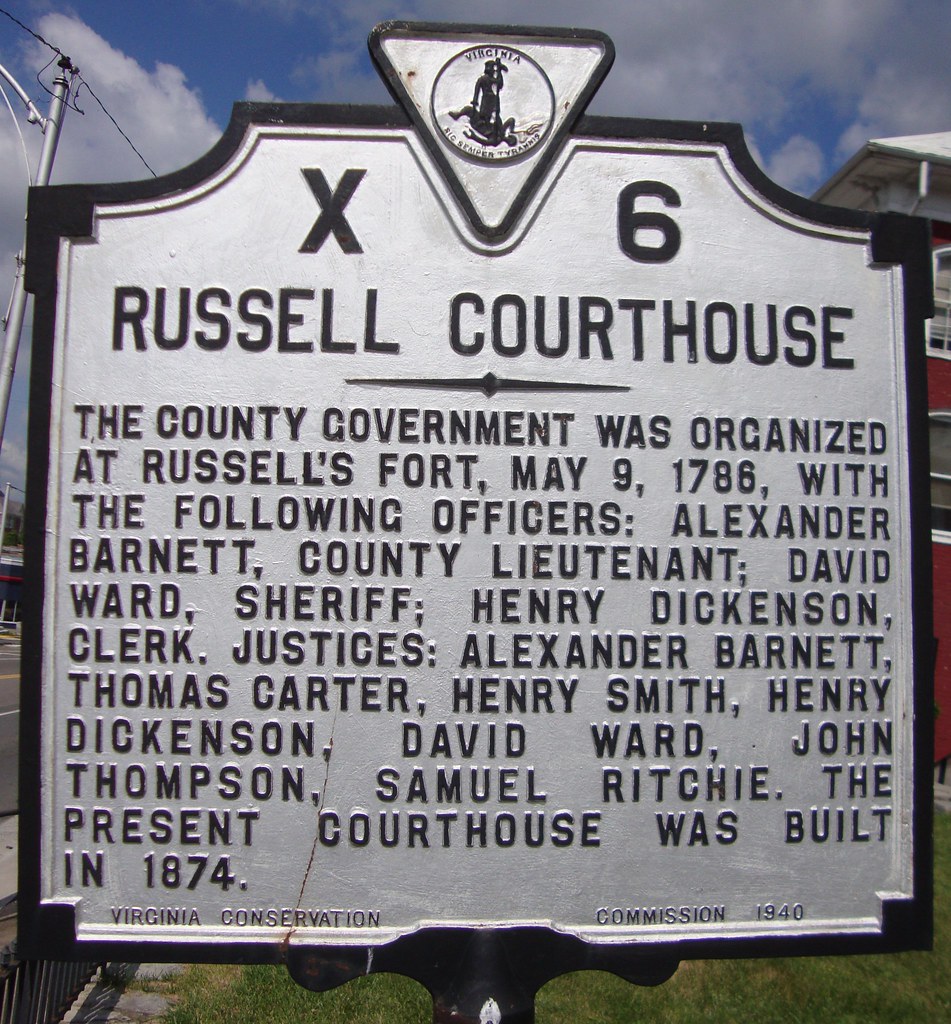 VIRGINIA
SIC SEMPER TYRANNIS
X 6
RUSSELL COURTHOUSE
THE COUNTY GOVERNMENT WAS ORGANIZED
AT RUSSELL'S FORT, MAY 9, 1786, WITH
THE FOLLOWING OFFICERS: ALEXANDER
BARNETT, COUNTY LIEUTENANT; DAVID
WARD, SHERIFF; HENRY DICKENSON,
CLERK. JUSTICES: ALEXANDER BARNETT,
THOMAS CARTER, HENRY SMITH, HENRY
DICKENSON, DAVID WARD, JOHN
THOMPSON, SAMUEL RITCHIE. THE
PRESENT COURTHOUSE WAS BUILT
IN 1874.
VIRGINIA CONSERVATION COMMISSION 1940